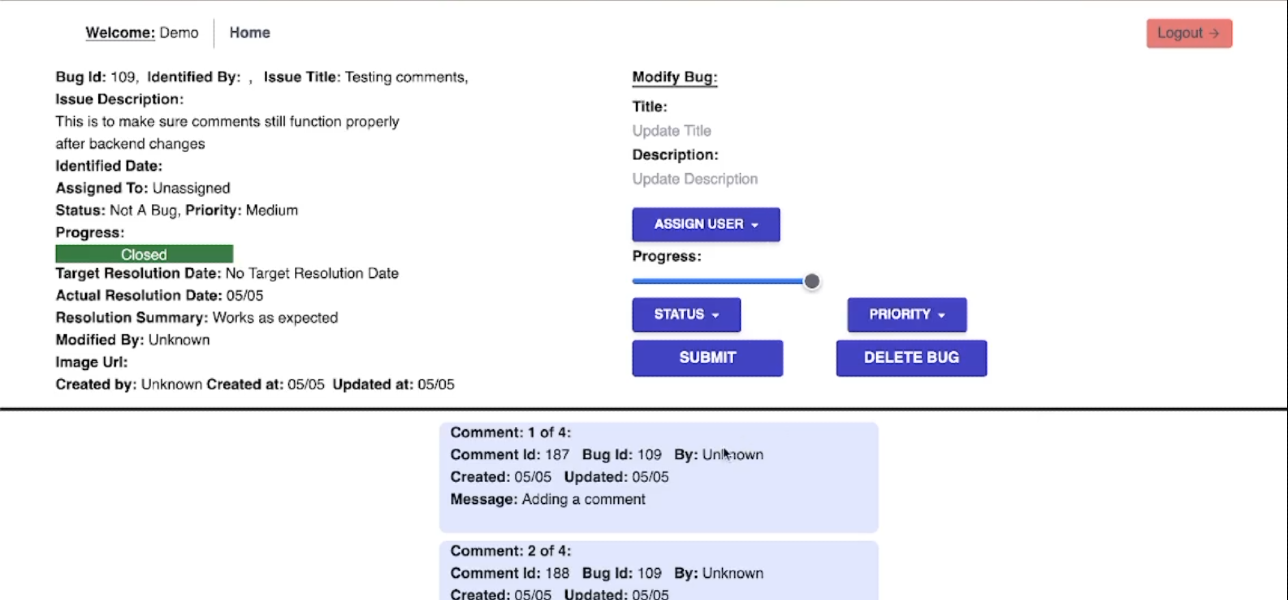 Welcome: Demo
Home
Logout →
Bug Id: 109, Identified By: , Issue Title: Testing comments,
Issue Description:
This is to make sure comments still function properly
after backend changes
Identified Date:
Assigned To: Unassigned
Status: Not A Bug, Priority: Medium
Progress:
Closed
Target Resolution Date: No Target Resolution Date
Actual Resolution Date: 05/05
Resolution Summary: Works as expected
Modified By: Unknown
Image Url:
Created by: Unknown Created at: 05/05 Updated at: 05/05
Modify Bug:
Title:
Update Title
Description:
Update Description
ASSIGN USER
Progress:
STATUS
PRIORITY
SUBMIT
DELETE BUG
Comment: 1 of 4:
Comment Id: 187 Bug Id: 109 By: Unknown
Created: 05/05 Updated: 05/05
Message: Adding a comment
Comment: 2 of 4:
Comment Id: 188 Bug Id: 109 By: Unknown
Created: 05/05 Updated: 05/05